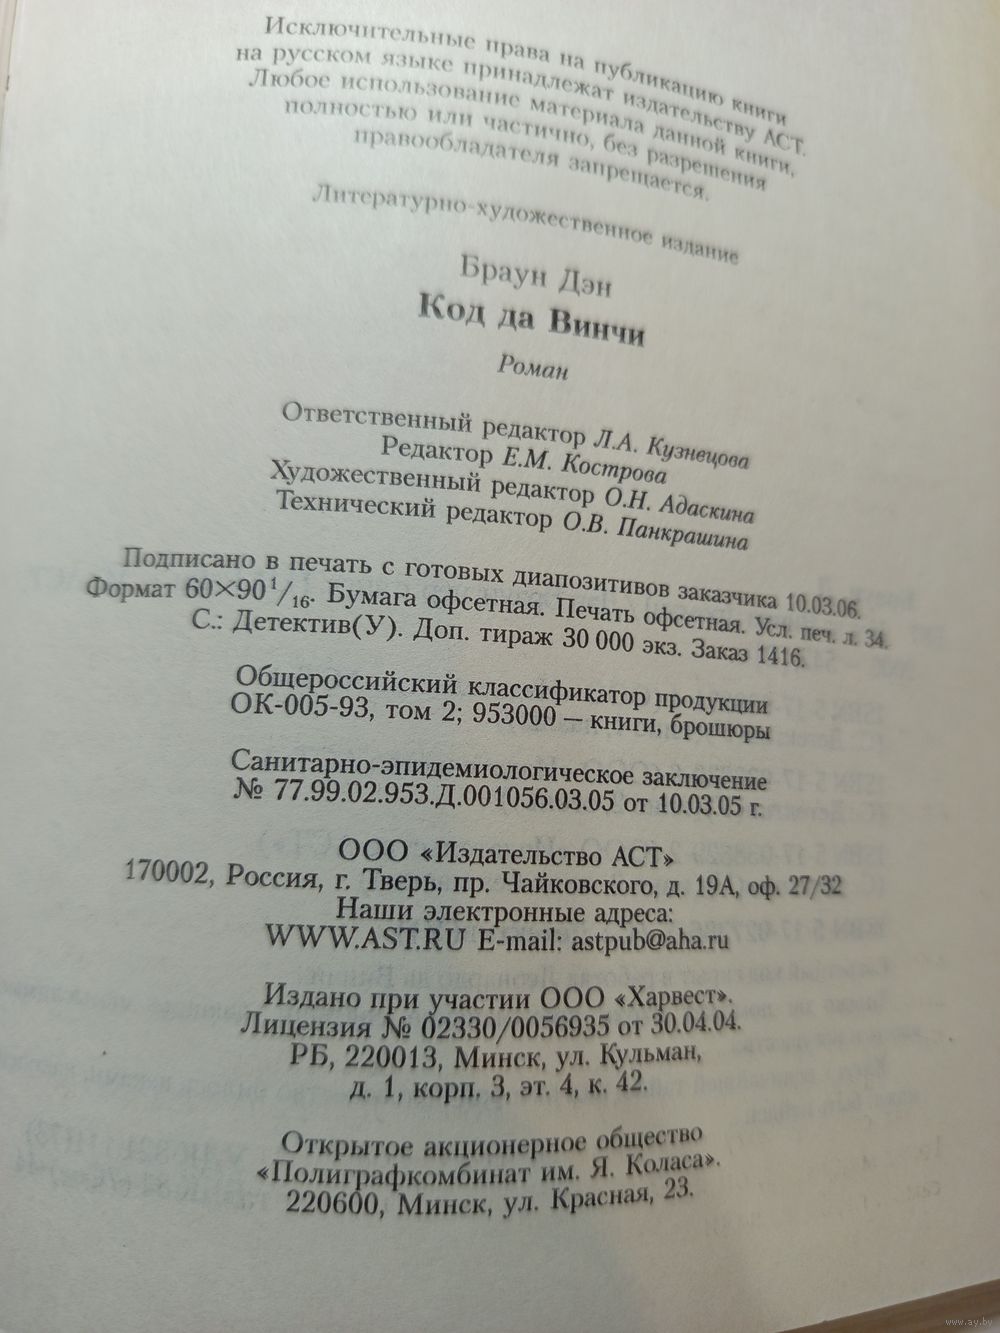 Исключительные права на публикацию книги
на русском языке принадлежат издательству АСТ.
Любое использование материала данной книги,
полностью или частично, без разрешения
правообладателя запрещается.
Литературно-художественное издание
Браун Дэн
Код да Винчи
Роман
Ответственный редактор Л.А. Кузнецова
Редактор Е.М. Кострова
Художественный редактор О.Н. Адаскина
Технический редактор О.В. Панкрашина
Подписано в печать с готовых диапозитивов заказчика 10.03.06.
Формат 60×90 1/16. Бумага офсетная. Печать офсетная. Усл. печ. л. 34.
С.: Детектив(У). Доп. тираж 30 000 экз. Заказ 1416.
Общероссийский классификатор продукции
ОК-005-93, том 2; 953000 — книги, брошюры
Санитарно-эпидемиологическое заключение
№ 77.99.02.953.Д.001056.03.05 от 10.03.05 г.
ООО «Издательство АСТ»
170002, Россия, г. Тверь, пр. Чайковского, д. 19А, оф. 27/32
Наши электронные адреса:
WWW.AST.RU E-mail: astpub@aha.ru
Издано при участии ООО «Харвест».
Лицензия № 02330/0056935 от 30.04.04.
РБ, 220013, Минск, ул. Кульман,
д. 1, корп. 3, эт. 4, к. 42.
Открытое акционерное общество
«Полиграфкомбинат им. Я. Коласа».
220600, Минск, ул. Красная, 23.
www.ay.by